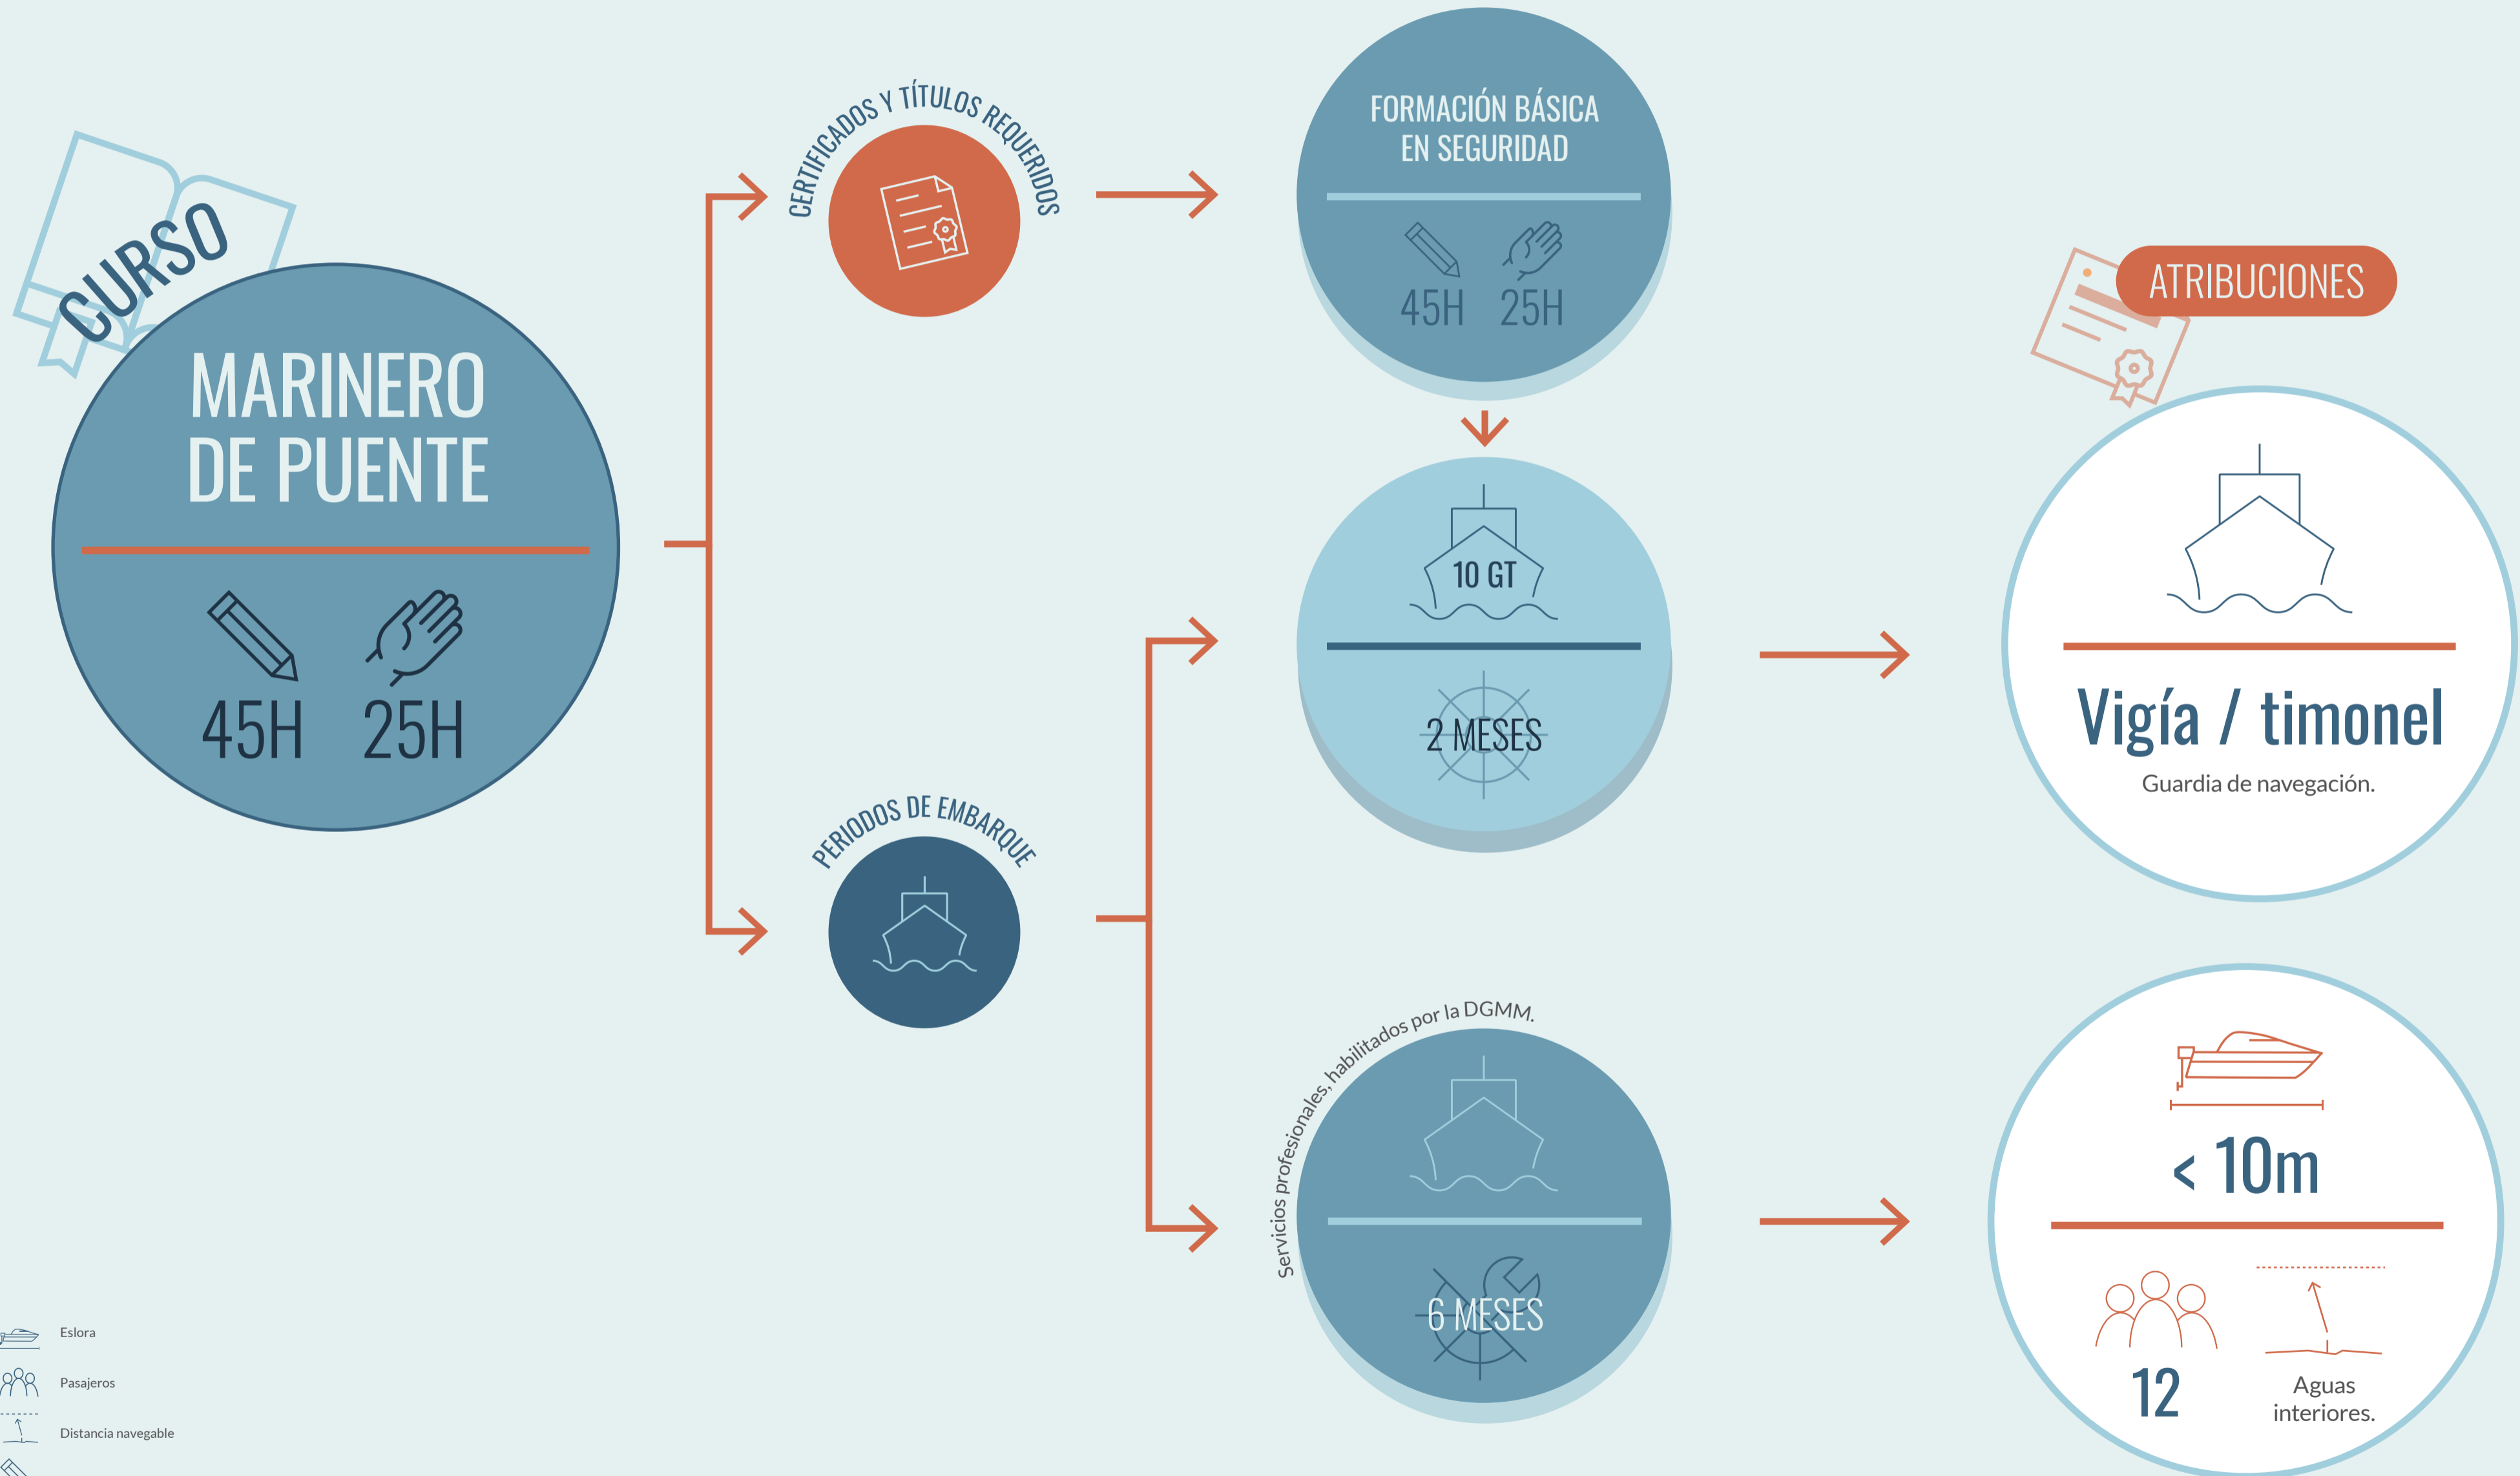 CURSO
MARINERO
DE PUENTE
45H 25H
CERTIFICADOS Y TÍTULOS REQUERIDOS
PERIODOS DE EMBARQUE
FORMACIÓN BÁSICA
EN SEGURIDAD
45H 25H
10 GT
2 MESES
Servicios profesionales, habilitados por la DGMM.
6 MESES
ATRIBUCIONES
Vigía / timonel
Guardia de navegación.
< 10m
12
Aguas
interiores.
Eslora
Pasajeros
Distancia navegable